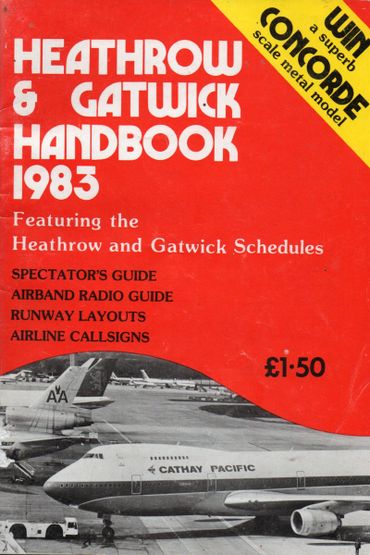 WIN
CONCORDE
a superb
scale metal model
HEATHROW
& GATWICK
HANDBOOK
1983
Featuring the
Heathrow and Gatwick Schedules
SPECTATOR'S GUIDE
AIRBAND RADIO GUIDE
RUNWAY LAYOUTS
AIRLINE CALLSIGNS
£1·50
AA
CATHAY PACIFIC